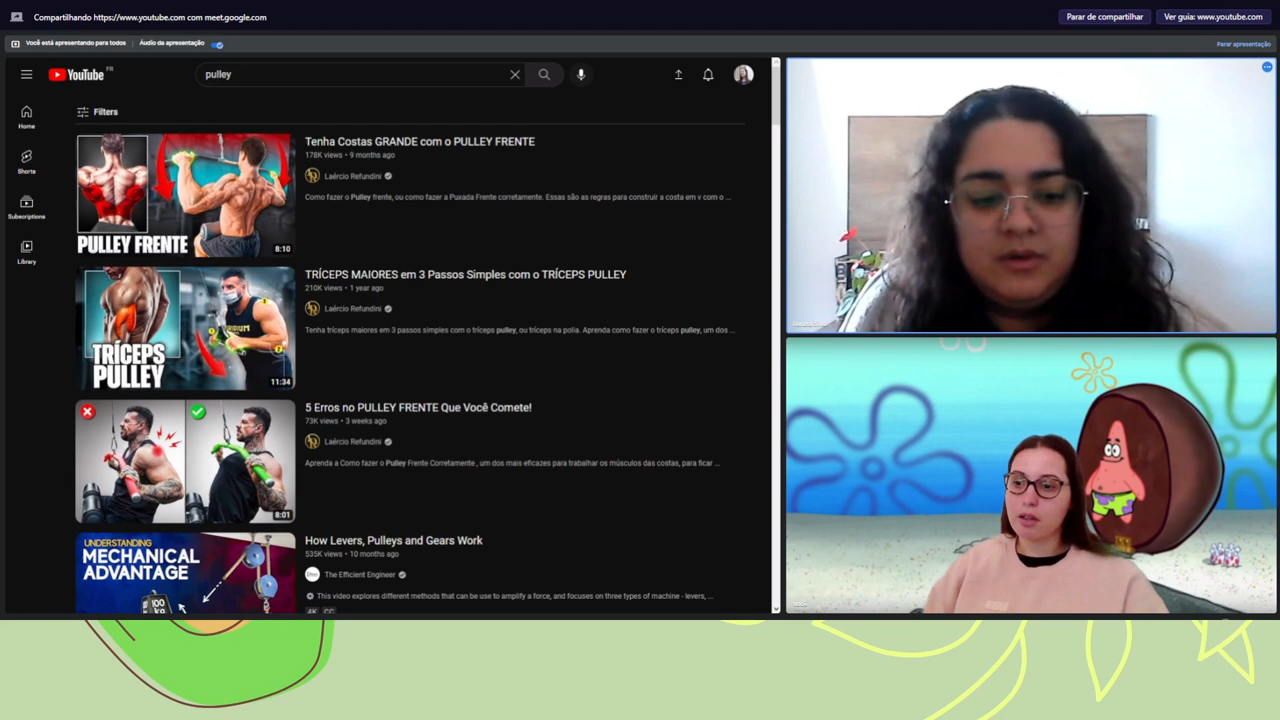 Compartilhando https://www.youtube.com com meet.google.com
Parar de compartilhar
Ver guia: www.youtube.com
Você está apresentando para todos
Áudio da apresentação
Parar apresentação
YouTube FR
pulley
Home
Shorts
Subscriptions
Library
Filters
PULLEY FRENTE
8:10
Tenha Costas GRANDE com o PULLEY FRENTE
178K views • 9 months ago
Laércio Refundini
Como fazer o Pulley frente, ou como fazer a Puxada Frente corretamente. Essas são as regras para construir a costa em v com o ...
TRÍCEPS
PULLEY
11:34
TRÍCEPS MAIORES em 3 Passos Simples com o TRÍCEPS PULLEY
210K views • 1 year ago
Laércio Refundini
Tenha tríceps maiores em 3 passos simples com o tríceps pulley, ou tríceps na polia. Aprenda como fazer o tríceps pulley, um dos ...
8:01
5 Erros no PULLEY FRENTE Que Você Comete!
73K views • 3 weeks ago
Laércio Refundini
Aprenda a Como fazer o Pulley Frente Corretamente , um dos mais eficazes para trabalhar os músculos das costas, para ficar ...
UNDERSTANDING
MECHANICAL
ADVANTAGE
100
How Levers, Pulleys and Gears Work
535K views • 10 months ago
The Efficient Engineer
This video explores different methods that can be used to amplify a force, and focuses on three types of machine - levers, ...
4K CC